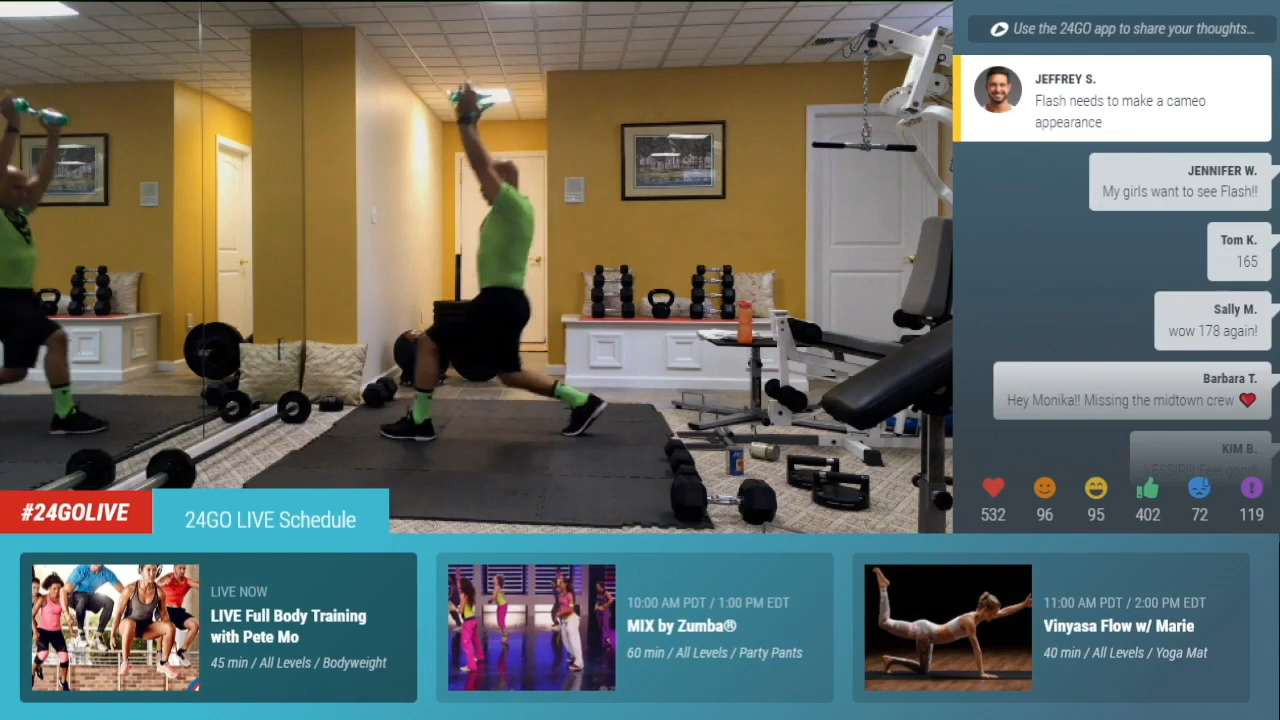 Use the 24GO app to share your thoughts...
JEFFREY S.
Flash needs to make a cameo
appearance
JENNIFER W.
My girls want to see Flash!!
Tom K.
165
Sally M.
wow 178 again!
Barbara T.
Hey Monika!! Missing the midtown crew ❤️
KIM B.
YESSIR!!! Feel good!
532 96 95 402 72 119
#24GOLIVE
24GO LIVE Schedule
LIVE NOW
LIVE Full Body Training
with Pete Mo
45 min / All Levels / Bodyweight
10:00 AM PDT / 1:00 PM EDT
MIX by Zumba®
60 min / All Levels / Party Pants
11:00 AM PDT / 2:00 PM EDT
Vinyasa Flow w/ Marie
40 min / All Levels / Yoga Mat